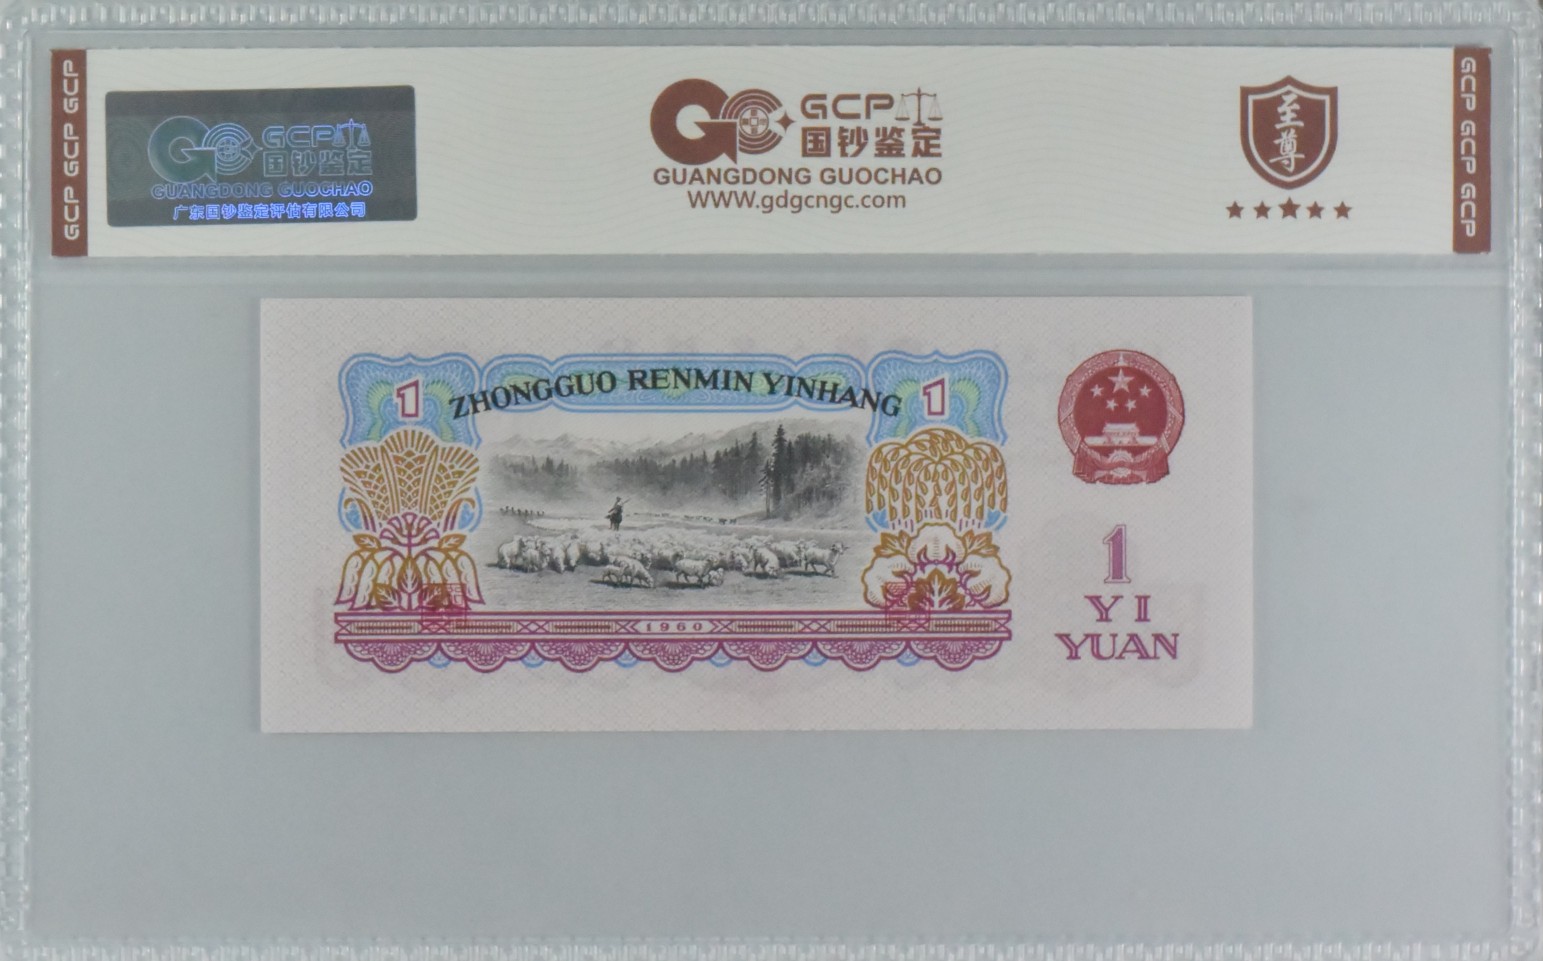 GCP GCP GCP
GCP
国钞鉴定
GUANGDONG GUOCHAO
广东国钞鉴定评估有限公司
GCP
国钞鉴定
GUANGDONG GUOCHAO
WWW.gdgcngc.com
至尊
GCP GCP GCP
1
ZHONGGUO RENMIN YINHANG
1
1960
1
YI
YUAN